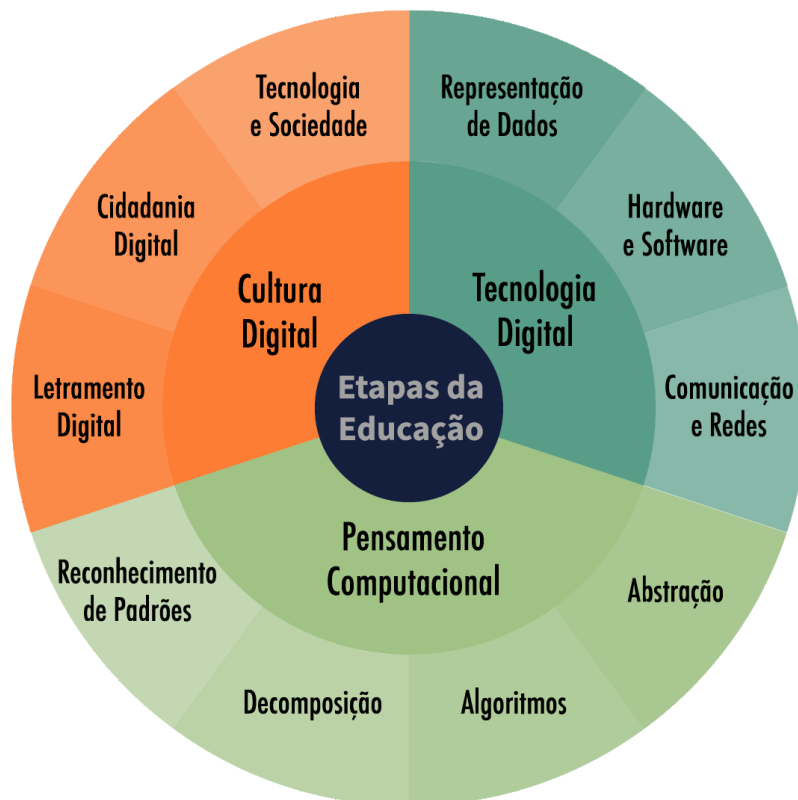 Tecnologia
e Sociedade
Representação
de Dados
Cidadania
Digital
Hardware
e Software
Cultura
Digital
Tecnologia
Digital
Letramento
Digital
Etapas da
Educação
Comunicação
e Redes
Pensamento
Computacional
Reconhecimento
de Padrões
Abstração
Decomposição
Algoritmos